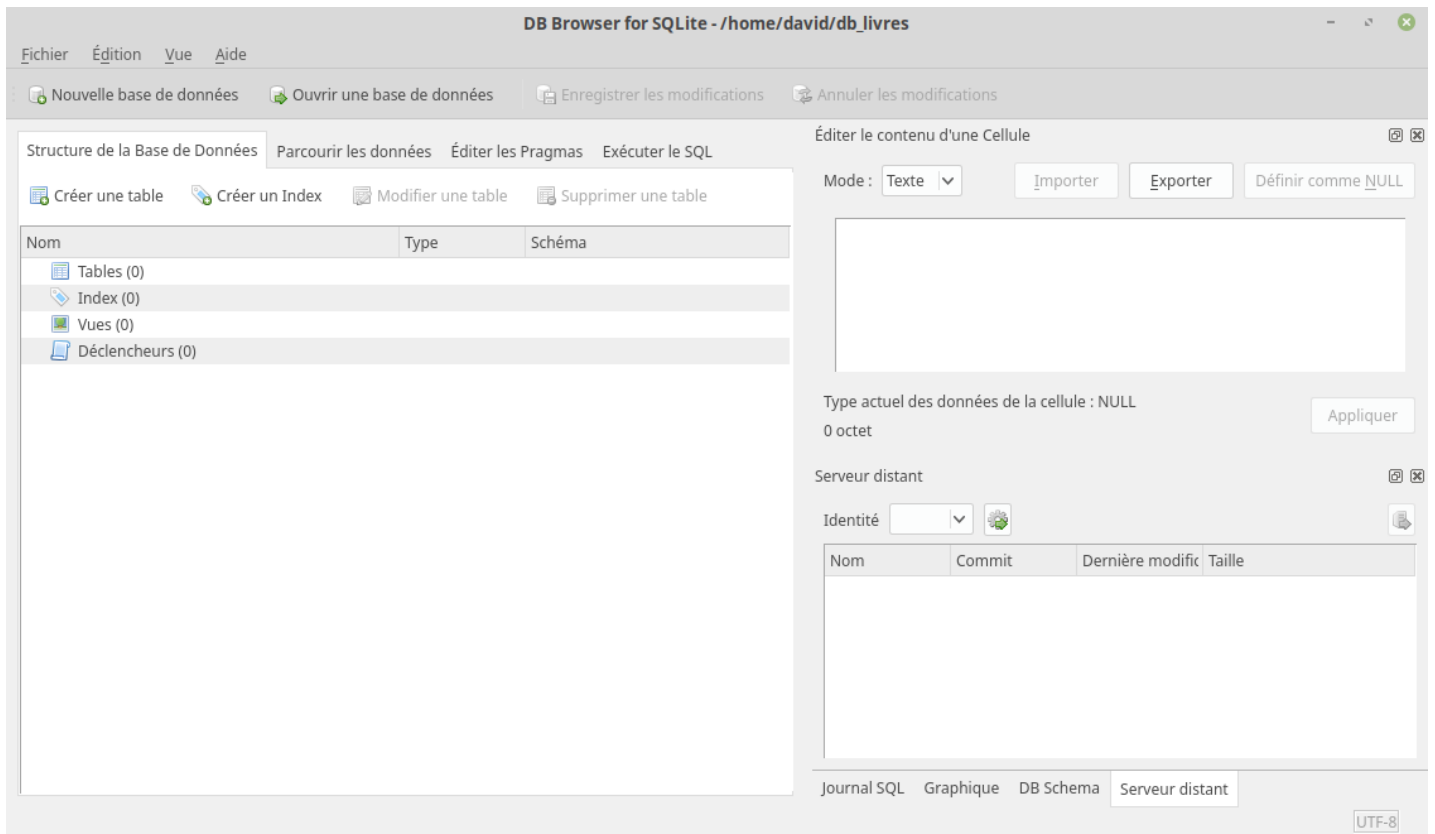 DB Browser for SQLite - /home/david/db_livres
Fichier Édition Vue Aide
Nouvelle base de données Ouvrir une base de données Enregistrer les modifications Annuler les modifications
Structure de la Base de Données Parcourir les données Éditer les Pragmas Exécuter le SQL
Créer une table Créer un Index Modifier une table Supprimer une table
Nom Type Schéma
Tables (0)
Index (0)
Vues (0)
Déclencheurs (0)
Éditer le contenu d'une Cellule
Mode : Texte Importer Exporter Définir comme NULL
Type actuel des données de la cellule : NULL
0 octet
Appliquer
Serveur distant
Identité
Nom Commit Dernière modific Taille
Journal SQL Graphique DB Schema Serveur distant
UTF-8